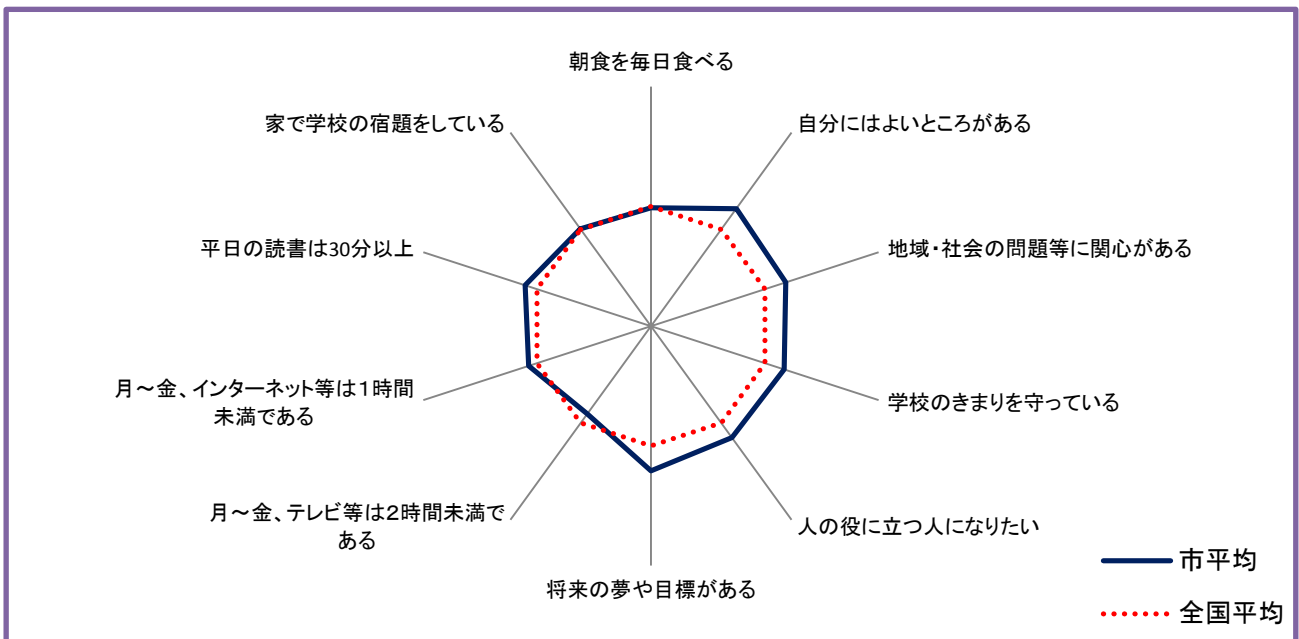 朝食を毎日食べる
家で学校の宿題をしている
自分にはよいところがある
平日の読書は30分以上
地域・社会の問題等に関心がある
月～金、インターネット等は１時間
未満である
学校のきまりを守っている
月～金、テレビ等は２時間未満で
ある
人の役に立つ人になりたい
将来の夢や目標がある
市平均
全国平均